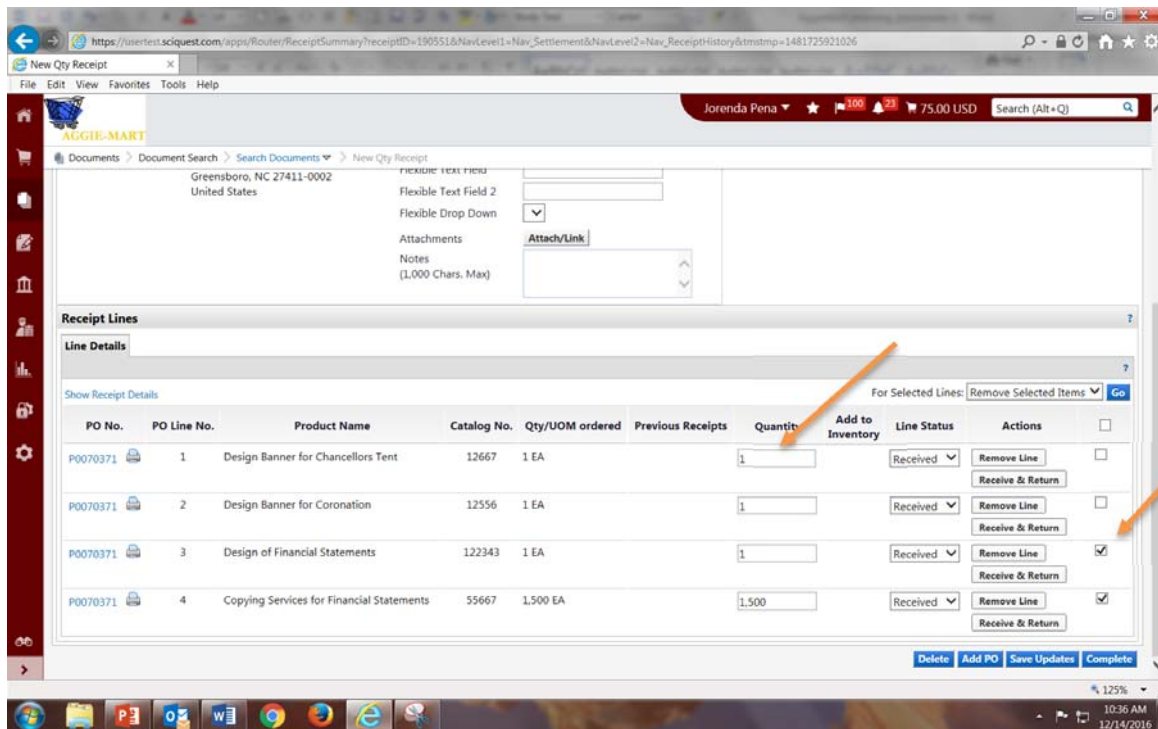 https://usertest.sciquest.com/apps/Router/ReceiptSummary?receiptID=190551&NavLevel1=Nav_Settlement&NavLevel2=Nav_ReceiptHistory&tmstmp=1481725921026
New Qty Receipt
File Edit View Favorites Tools Help
AGGIE-MART
Jorenda Pena 100 23 75.00 USD Search (Alt+Q)
Documents > Document Search > Search Documents > New Qty Receipt
Greensboro, NC 27411-0002 Flexible Text Field
United States Flexible Text Field 2
Flexible Drop Down
Attachments Attach/Link
Notes
(1,000 Chars. Max)
Receipt Lines ?
Line Details
?
Show Receipt Details For Selected Lines: Remove Selected Items Go
PO No. PO Line No. Product Name Catalog No. Qty/UOM ordered Previous Receipts Quantity Add to Inventory Line Status Actions
P0070371 1 Design Banner for Chancellors Tent 12667 1 EA 1 Received Remove Line
Receive & Return
P0070371 2 Design Banner for Coronation 12556 1 EA 1 Received Remove Line
Receive & Return
P0070371 3 Design of Financial Statements 122343 1 EA 1 Received Remove Line
Receive & Return
P0070371 4 Copying Services for Financial Statements 55667 1,500 EA 1,500 Received Remove Line
Receive & Return
Delete Add PO Save Updates Complete
125%
10:36 AM
12/14/2016